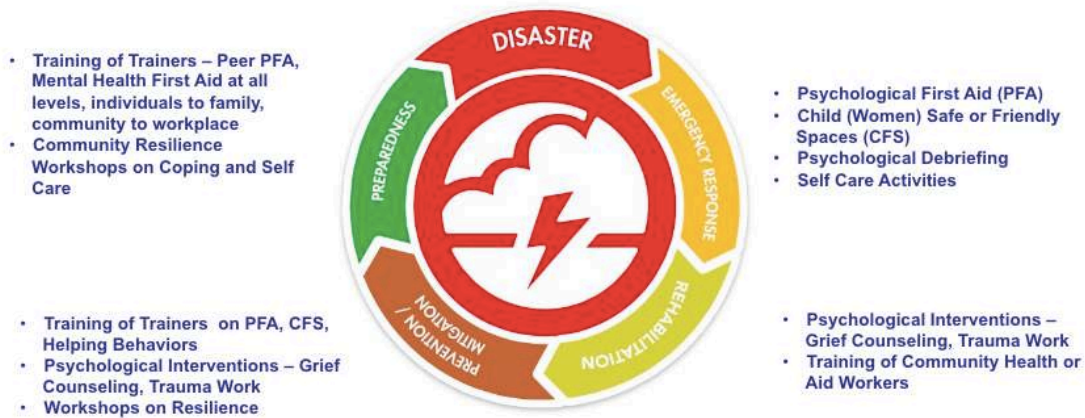 • Training of Trainers – Peer PFA,
Mental Health First Aid at all
levels, individuals to family,
community to workplace
• Community Resilience
Workshops on Coping and Self
Care
DISASTER
EMERGENCY RESPONSE
REHABILITATION
PREVENTION /
MITIGATION
PREPAREDNESS
• Psychological First Aid (PFA)
• Child (Women) Safe or Friendly
Spaces (CFS)
• Psychological Debriefing
• Self Care Activities
• Training of Trainers on PFA, CFS,
Helping Behaviors
• Psychological Interventions – Grief
Counseling, Trauma Work
• Workshops on Resilience
• Psychological Interventions –
Grief Counseling, Trauma Work
• Training of Community Health or
Aid Workers